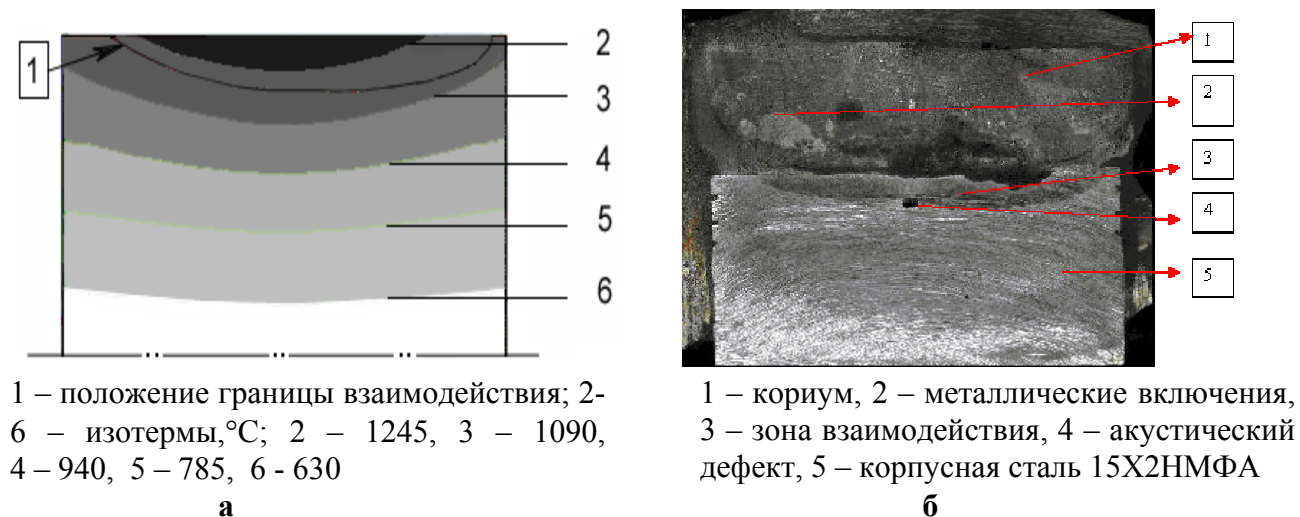 1
2
3
4
5
6
1
2
3
4
5
1 – положение границы взаимодействия; 2-
6 – изотермы,°С; 2 – 1245, 3 – 1090,
4 – 940, 5 – 785, 6 - 630
а
1 – кориум, 2 – металлические включения,
3 – зона взаимодействия, 4 – акустический
дефект, 5 – корпусная сталь 15Х2НМФА
б